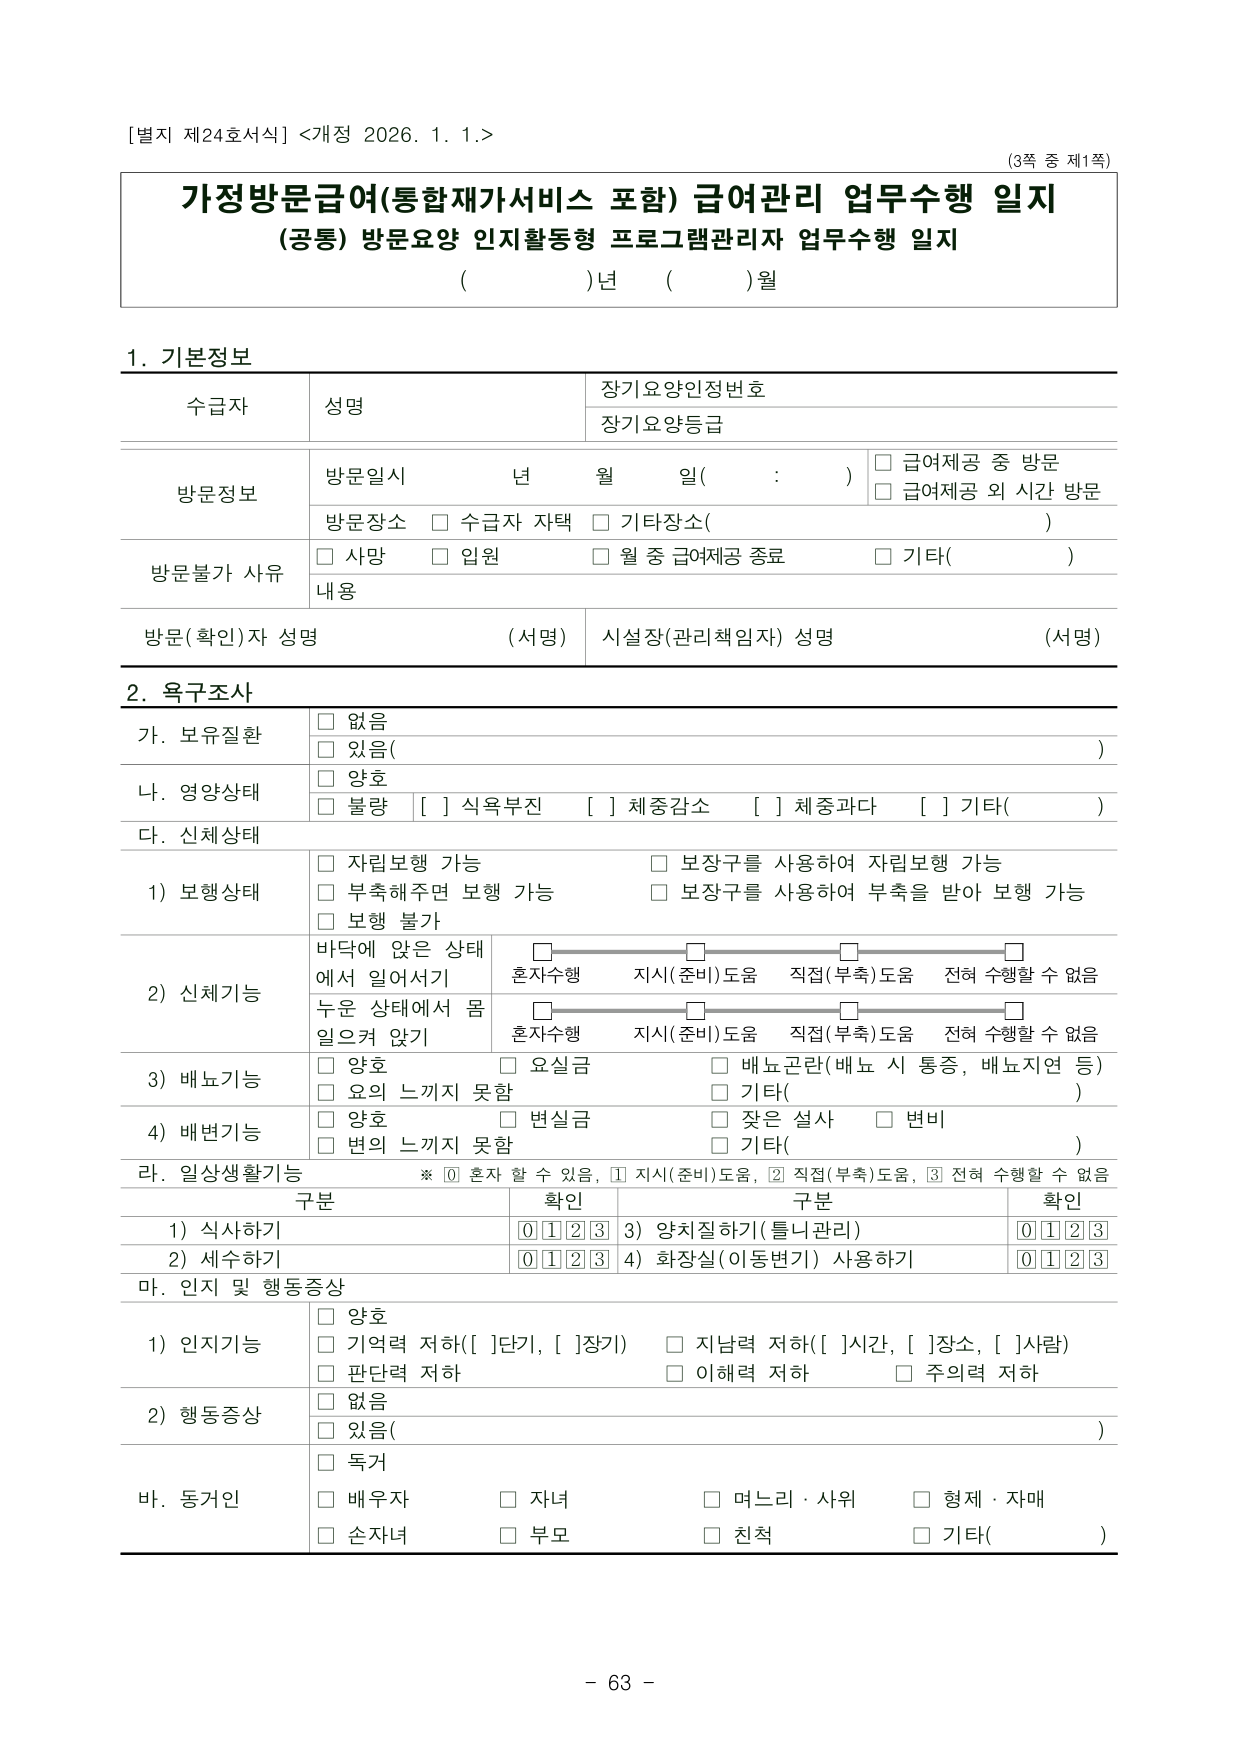 [별지 제24호서식] <개정 2026. 1. 1.>
(3쪽 중 제1쪽)
가정방문급여(통합재가서비스 포함) 급여관리 업무수행 일지
(공통) 방문요양 인지활동형 프로그램관리자 업무수행 일지
( )년 ( )월
1. 기본정보
수급자 성명 장기요양인정번호
장기요양등급
방문정보 방문일시 년 월 일( : ) □ 급여제공 중 방문
□ 급여제공 외 시간 방문
방문장소 □ 수급자 자택 □ 기타장소( )
방문불가 사유 □ 사망 □ 입원 □ 월 중 급여제공 종료 □ 기타( )
내용
방문(확인)자 성명 (서명) 시설장(관리책임자) 성명 (서명)
2. 욕구조사
가. 보유질환 □ 없음
□ 있음( )
나. 영양상태 □ 양호
□ 불량 [ ] 식욕부진 [ ] 체중감소 [ ] 체중과다 [ ] 기타( )
다. 신체상태
1) 보행상태 □ 자립보행 가능 □ 보장구를 사용하여 자립보행 가능
□ 부축해주면 보행 가능 □ 보장구를 사용하여 부축을 받아 보행 가능
□ 보행 불가
2) 신체기능 바닥에 앉은 상태
에서 일어서기 혼자수행 지시(준비)도움 직접(부축)도움 전혀 수행할 수 없음
누운 상태에서 몸
일으켜 앉기 혼자수행 지시(준비)도움 직접(부축)도움 전혀 수행할 수 없음
3) 배뇨기능 □ 양호 □ 요실금 □ 배뇨곤란(배뇨 시 통증, 배뇨지연 등)
□ 요의 느끼지 못함 □ 기타( )
4) 배변기능 □ 양호 □ 변실금 □ 잦은 설사 □ 변비
□ 변의 느끼지 못함 □ 기타( )
라. 일상생활기능 ※ 0 혼자 할 수 있음, 1 지시(준비)도움, 2 직접(부축)도움, 3 전혀 수행할 수 없음
구분 확인 구분 확인
1) 식사하기 0 1 2 3 3) 양치질하기(틀니관리) 0 1 2 3
2) 세수하기 0 1 2 3 4) 화장실(이동변기) 사용하기 0 1 2 3
마. 인지 및 행동증상
1) 인지기능 □ 양호
□ 기억력 저하([ ]단기, [ ]장기) □ 지남력 저하([ ]시간, [ ]장소, [ ]사람)
□ 판단력 저하 □ 이해력 저하 □ 주의력 저하
2) 행동증상 □ 없음
□ 있음( )
바. 동거인 □ 독거
□ 배우자 □ 자녀 □ 며느리 · 사위 □ 형제 · 자매
□ 손자녀 □ 부모 □ 친척 □ 기타( )
- 63 -